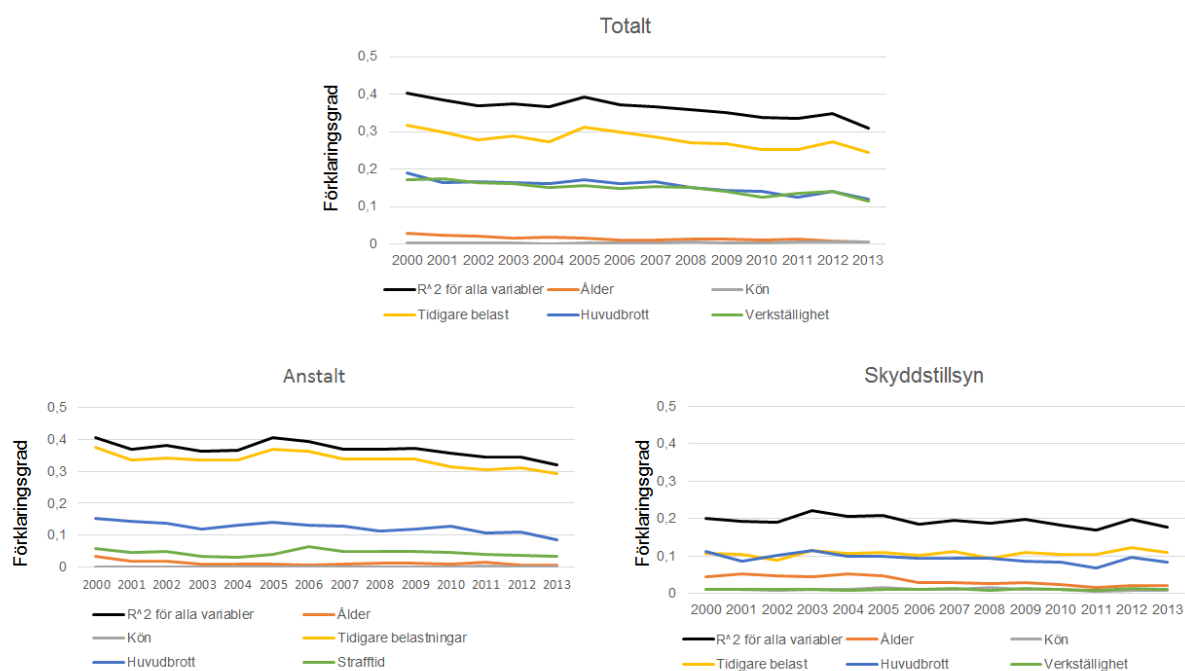 Totalt
Förklaringsgrad
0,5
0,4
0,3
0,2
0,1
0
2000 2001 2002 2003 2004 2005 2006 2007 2008 2009 2010 2011 2012 2013
R^2 för alla variabler Ålder Kön
Tidigare belast Huvudbrott Verkställighet
Anstalt
Förklaringsgrad
0,5
0,4
0,3
0,2
0,1
0
2000 2001 2002 2003 2004 2005 2006 2007 2008 2009 2010 2011 2012 2013
R^2 för alla variabler Ålder
Kön Tidigare belastningar
Huvudbrott Strafftid
Skyddstillsyn
Förklaringsgrad
0,5
0,4
0,3
0,2
0,1
0
2000 2001 2002 2003 2004 2005 2006 2007 2008 2009 2010 2011 2012 2013
R^2 för alla variabler Ålder Kön
Tidigare belast Huvudbrott Verkställighet